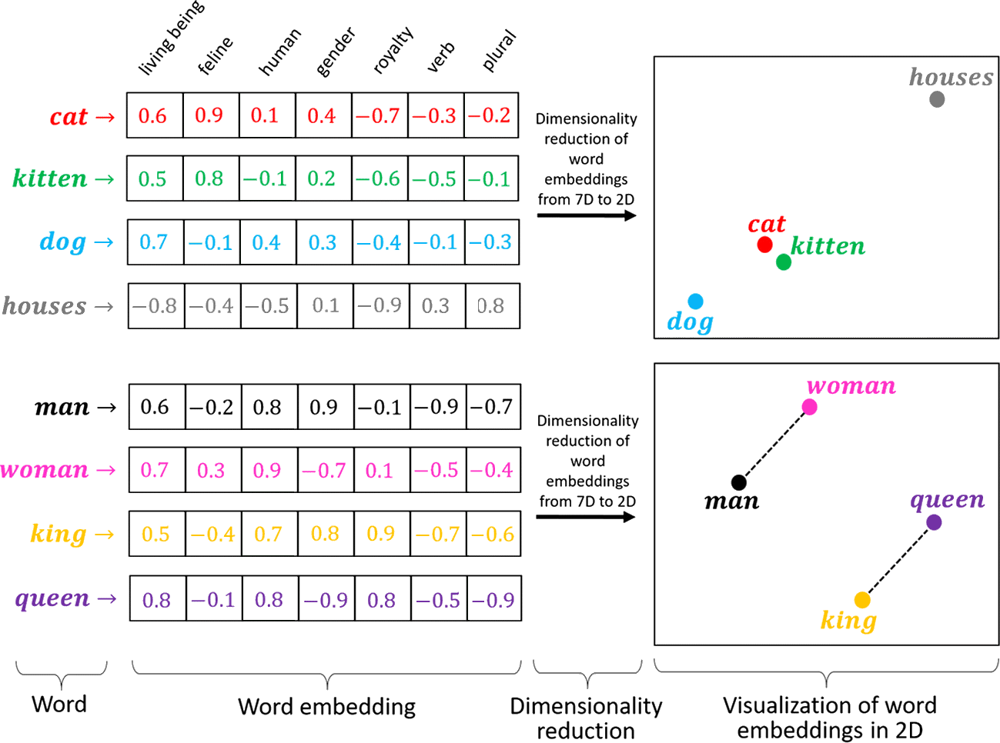 living being feline human gender royalty verb plural
cat → 0.6 0.9 0.1 0.4 −0.7 −0.3 −0.2
kitten → 0.5 0.8 −0.1 0.2 −0.6 −0.5 −0.1
dog → 0.7 −0.1 0.4 0.3 −0.4 −0.1 −0.3
houses → −0.8 −0.4 −0.5 0.1 −0.9 0.3 0.8
Dimensionality
reduction of
word
embeddings
from 7D to 2D
houses
cat
kitten
dog
man → 0.6 −0.2 0.8 0.9 −0.1 −0.9 −0.7
woman → 0.7 0.3 0.9 −0.7 0.1 −0.5 −0.4
king → 0.5 −0.4 0.7 0.8 0.9 −0.7 −0.6
queen → 0.8 −0.1 0.8 −0.9 0.8 −0.5 −0.9
Dimensionality
reduction of
word
embeddings
from 7D to 2D
woman
man
queen
king
Word
Word embedding
Dimensionality
reduction
Visualization of word
embeddings in 2D